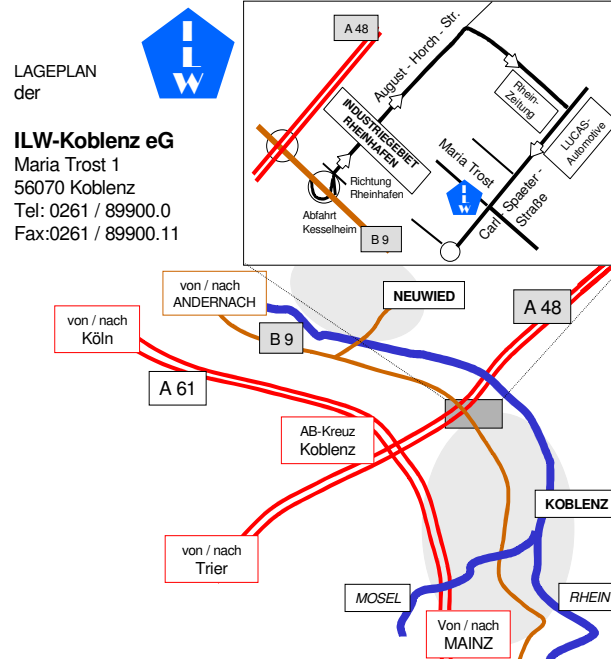 LAGEPLAN
der
I
L
W
ILW-Koblenz eG
Maria Trost 1
56070 Koblenz
Tel: 0261 / 89900.0
Fax:0261 / 89900.11
A 48
August - Horch - Str.
Rhein-
Zeitung
LUCAS-
Automotive
INDUSTRIEGEBIET
RHEINHAFEN
Maria Trost
Richtung
Rheinhafen
I
L
W
Carl - Spaeter -
Straße
Abfahrt
Kesselheim
B 9
von / nach
ANDERNACH
NEUWIED
A 48
von / nach
Köln
B 9
A 61
AB-Kreuz
Koblenz
KOBLENZ
von / nach
Trier
MOSEL
RHEIN
Von / nach
MAINZ